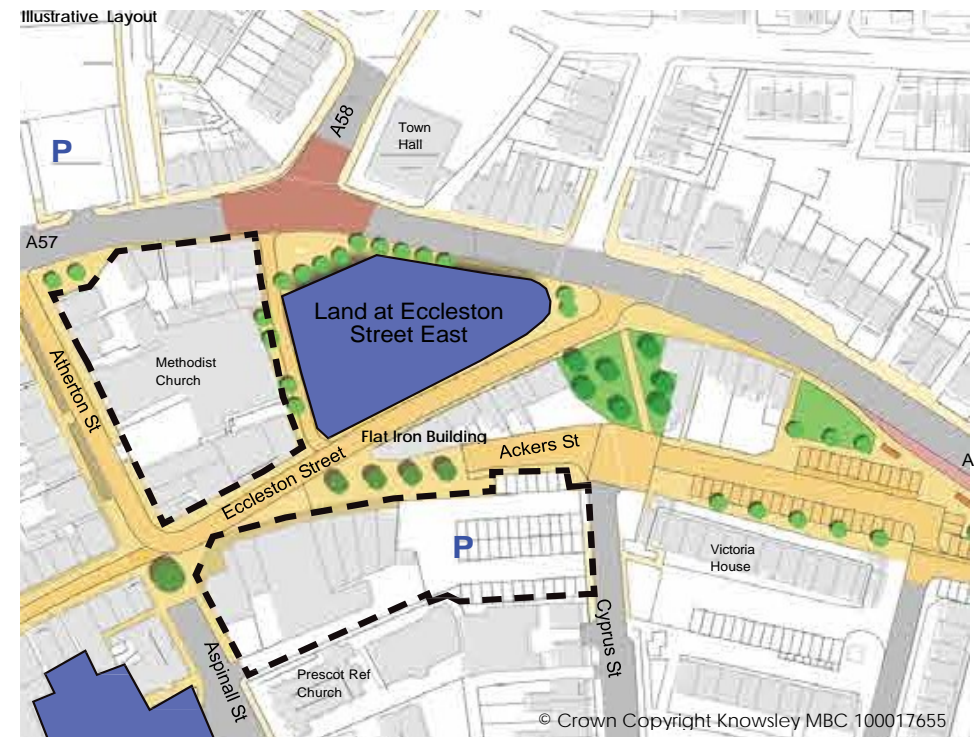 Illustrative Layout
A58
Town
Hall
P
A57
Land at Eccleston
Street East
Methodist
Church
Atherton St
Flat Iron Building
Eccleston Street
Ackers St
A
P
Victoria
House
Cyprus St
Aspinall St
Prescot Ref
Church
© Crown Copyright Knowsley MBC 100017655